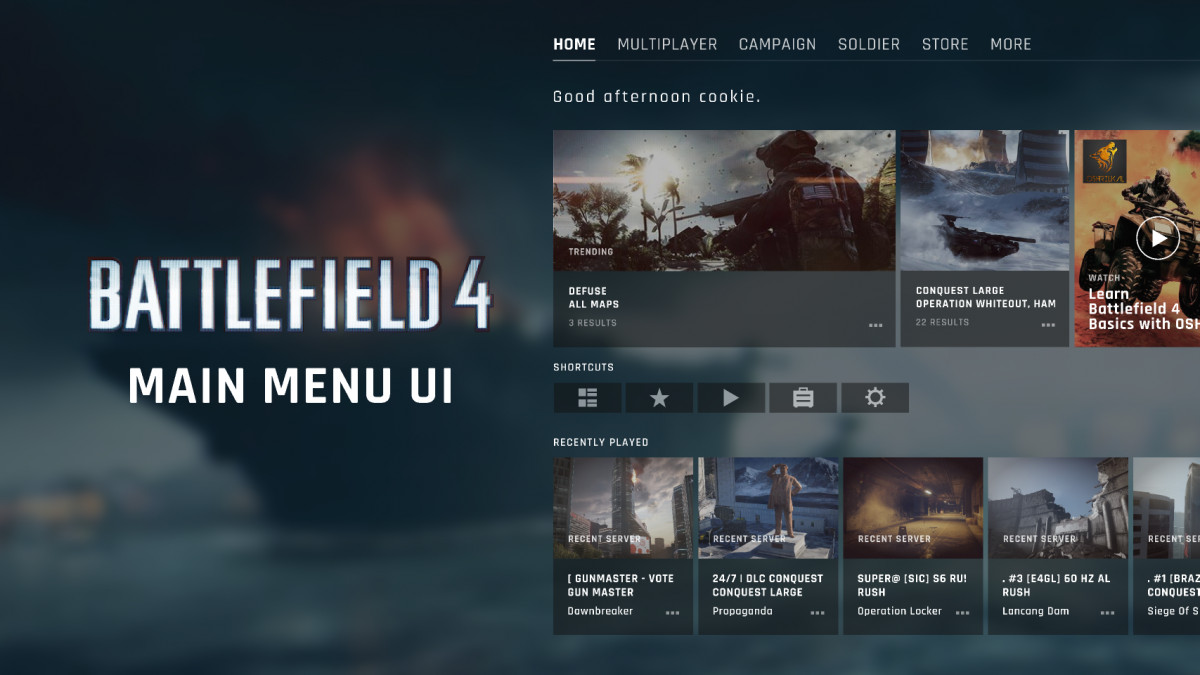 HOME MULTIPLAYER CAMPAIGN SOLDIER STORE MORE
Good afternoon cookie.
BATTLEFIELD 4
MAIN MENU UI
TRENDING
DEFUSE
ALL MAPS
3 RESULTS
CONQUEST LARGE
OPERATION WHITEOUT, HAM
22 RESULTS
WATCH
Learn
Battlefield 4
Basics with OSH
SHORTCUTS
RECENTLY PLAYED
RECENT SERVER
[ GUNMASTER - VOTE
GUN MASTER
Dawnbreaker
RECENT SERVER
24/7 | DLC CONQUEST
CONQUEST LARGE
Propaganda
RECENT SERVER
SUPER@ [SIC] S6 RU!
RUSH
Operation Locker
RECENT SERVER
. #3 [E4GL] 60 HZ AL
RUSH
Lancang Dam
RECENT SER
. #1 [BRAZ
CONQUEST
Siege Of S